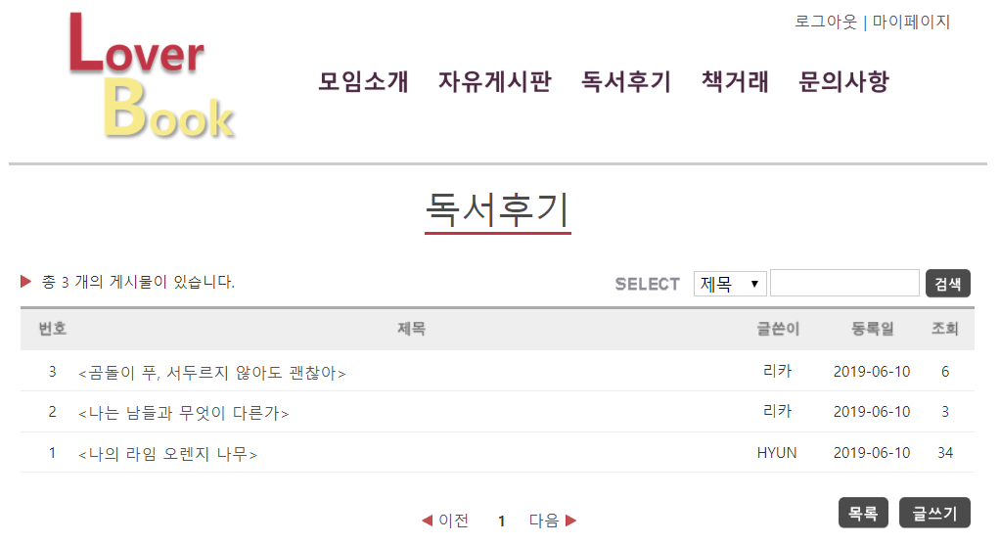 로그아웃 | 마이페이지
Lover
Book
모임소개 자유게시판 독서후기 책거래 문의사항
독서후기
▶ 총 3 개의 게시물이 있습니다. SELECT 제목 ▼ 검색
번호 제목 글쓴이 등록일 조회
3 <곰돌이 푸, 서두르지 않아도 괜찮아> 리카 2019-06-10 6
2 <나는 남들과 무엇이 다른가> 리카 2019-06-10 3
1 <나의 라임 오렌지 나무> HYUN 2019-06-10 34
◀ 이전 1 다음 ▶ 목록 글쓰기